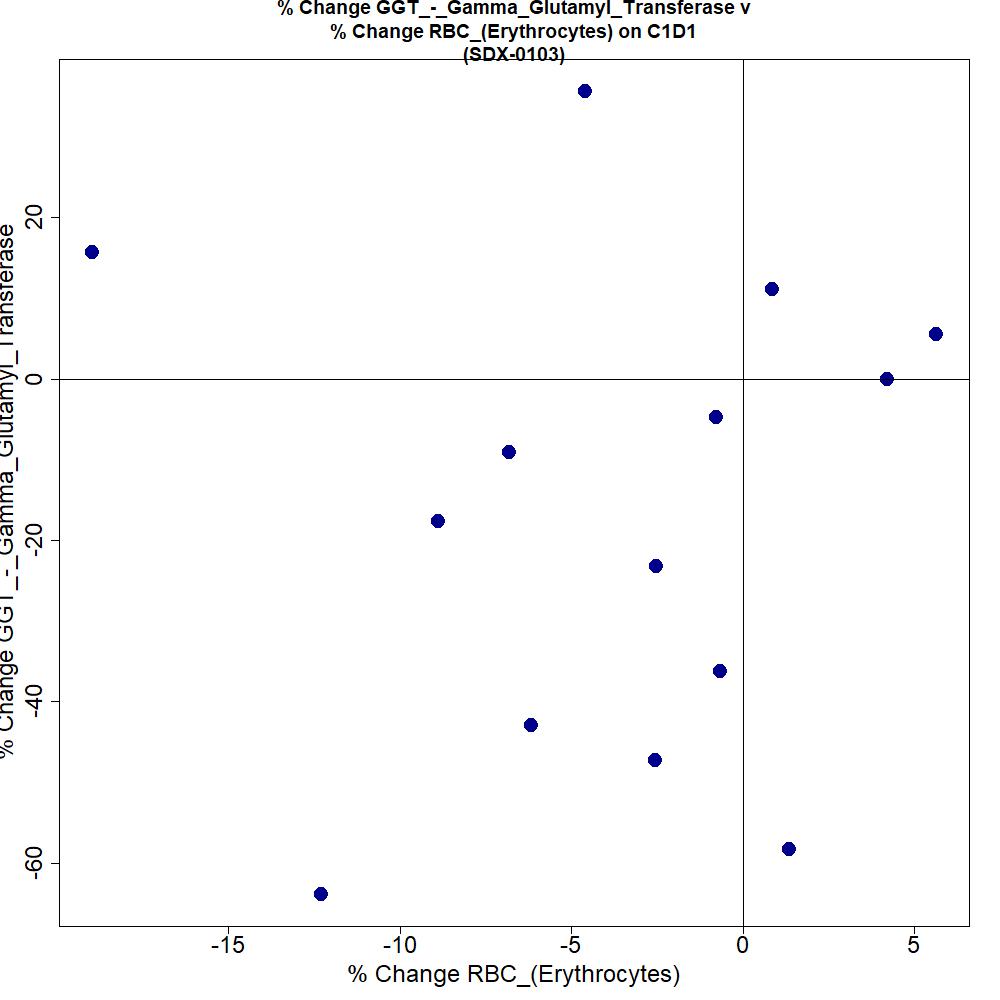 % Change GGT_-_Gamma_Glutamyl_Transferase v
% Change RBC_(Erythrocytes) on C1D1
(SDX-0103)
% Change GGT_-_Gamma_Glutamyl_Transferase
20
0
-20
-40
-60
-15
-10
-5
0
5
% Change RBC_(Erythrocytes)